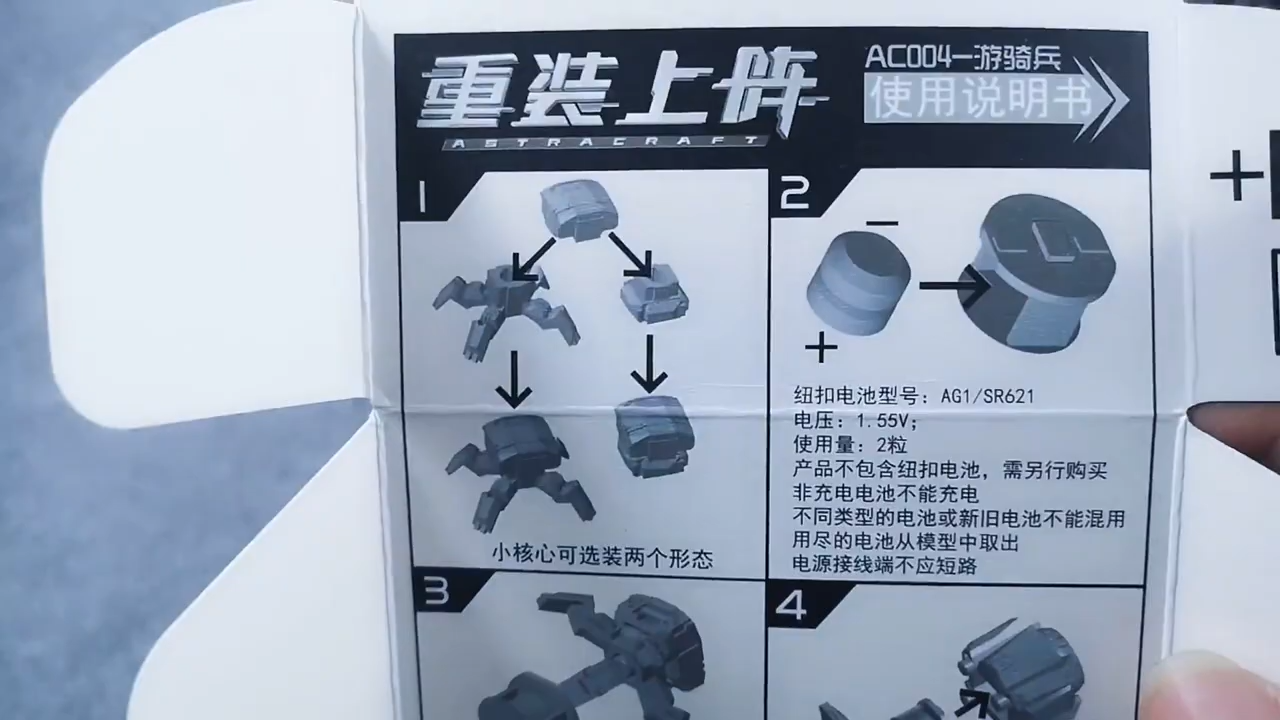 重装上阵
ASTRACRAFT
AC004—游骑兵
使用说明书
1
小核心可选装两个形态
2
−
+
纽扣电池型号：AG1/SR621
电压：1.55V；
使用量：2粒
产品不包含纽扣电池，需另行购买
非充电电池不能充电
不同类型的电池或新旧电池不能混用
用尽的电池从模型中取出
电源接线端不应短路
3
4
+